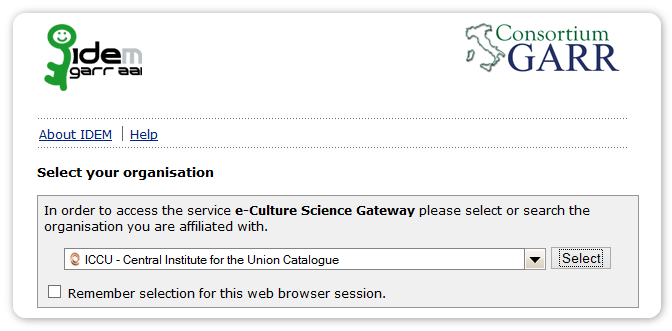 idem
garr aai
Consortium
GARR
About IDEM | Help
Select your organisation
In order to access the service e-Culture Science Gateway please select or search the
organisation you are affiliated with.
ICCU - Central Institute for the Union Catalogue
Select
Remember selection for this web browser session.